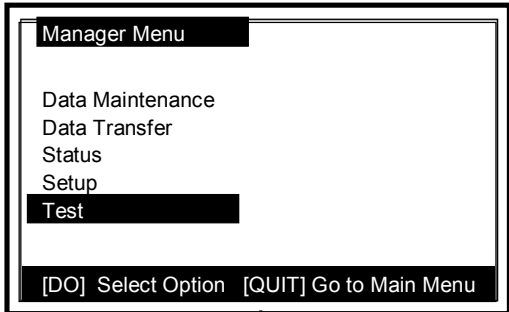 Manager Menu
Data Maintenance
Data Transfer
Status
Setup
Test
[DO] Select Option [QUIT] Go to Main Menu